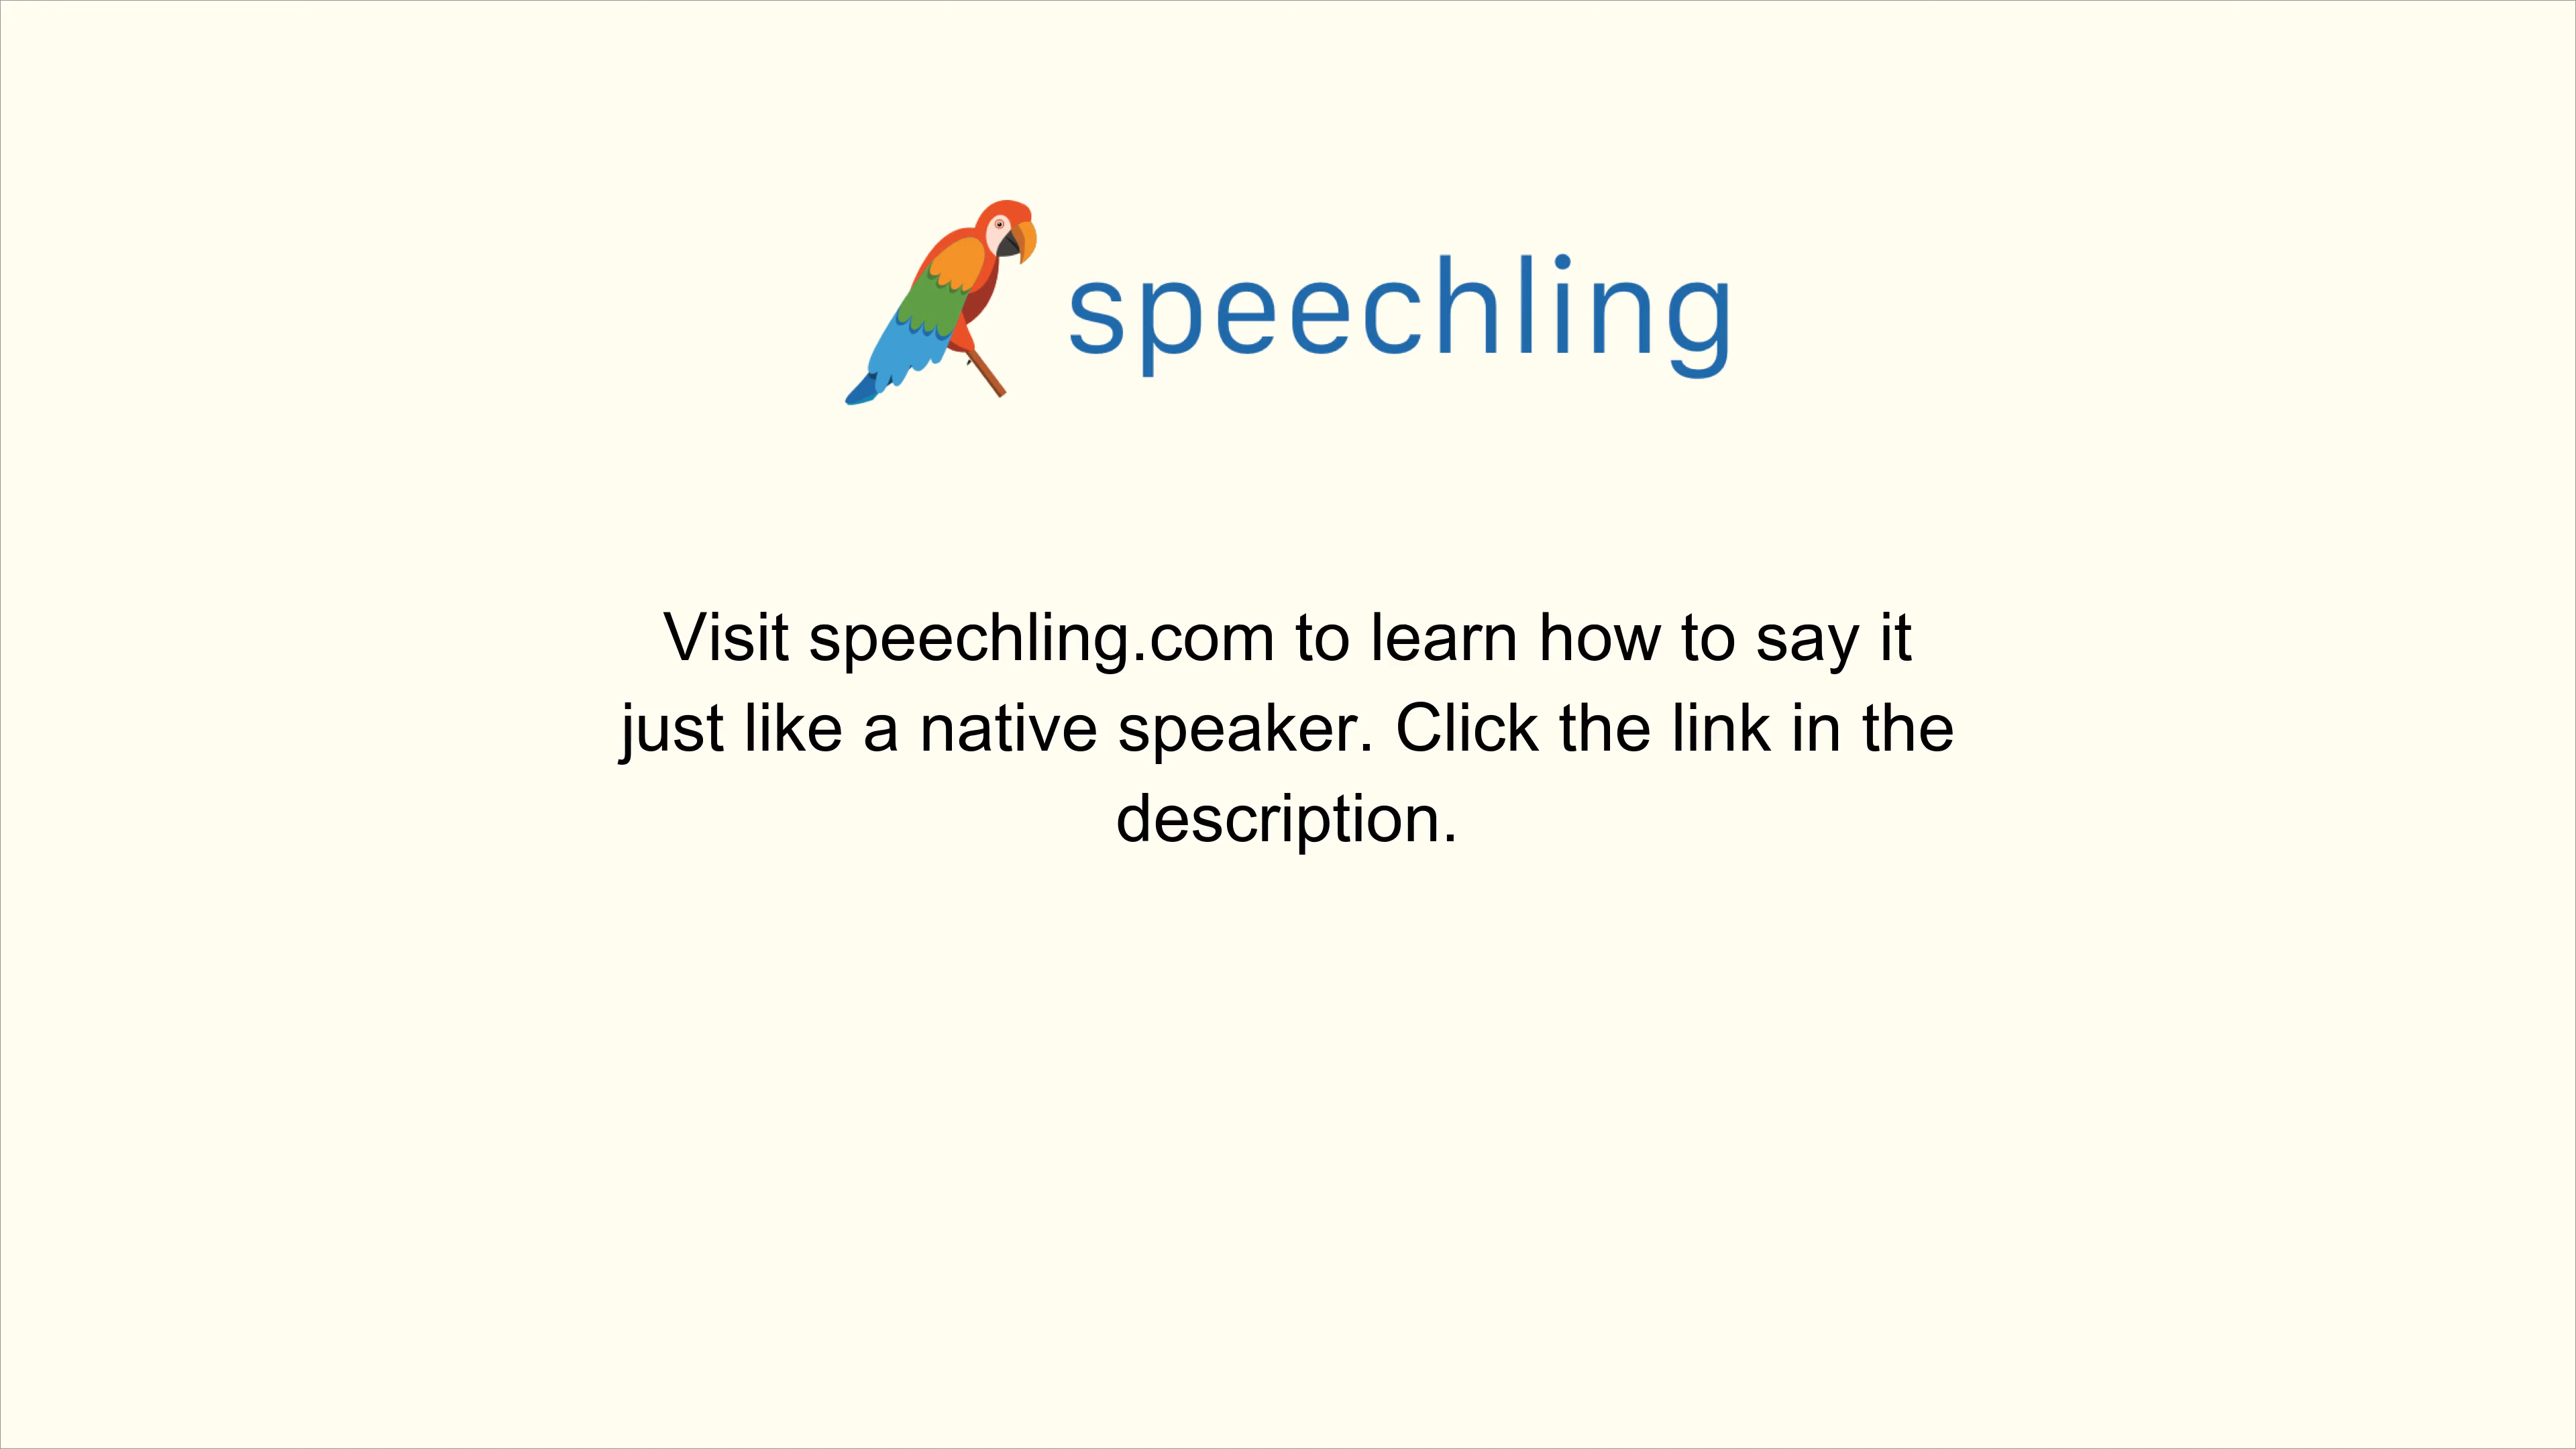 speechling
Visit speechling.com to learn how to say it
just like a native speaker. Click the link in the
description.